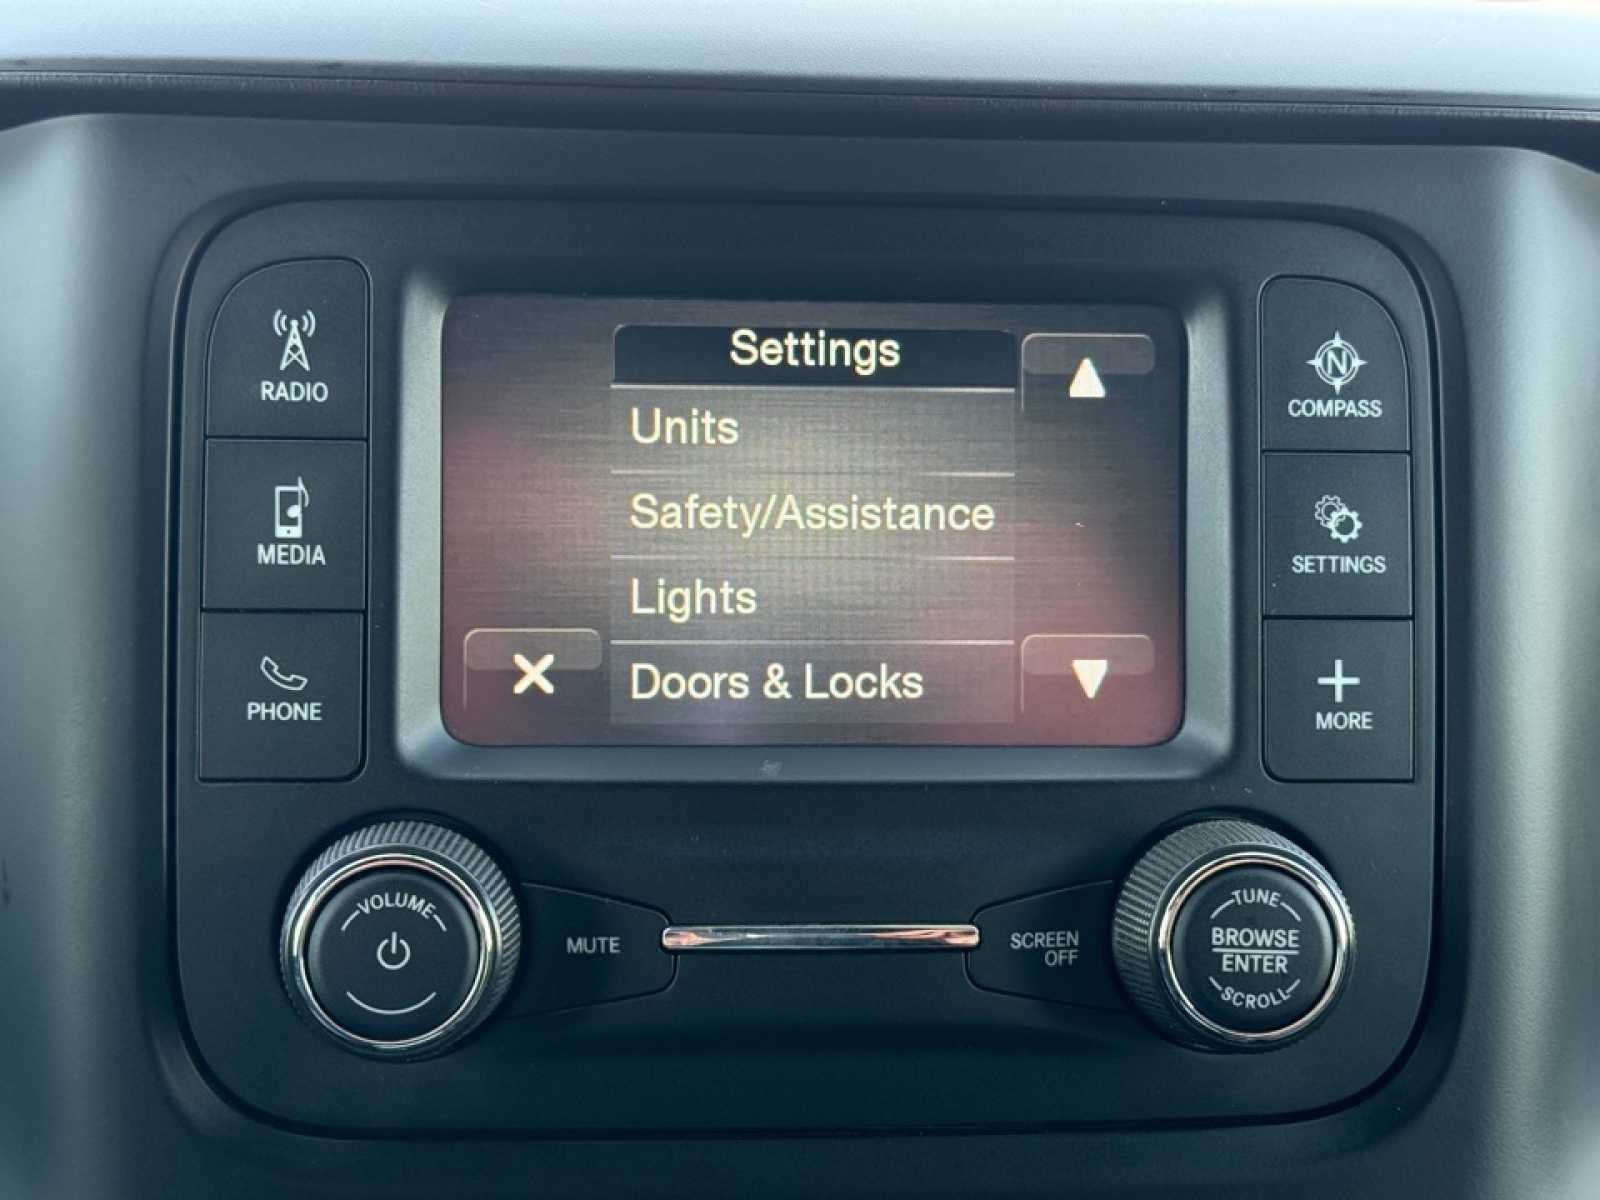 RADIO
MEDIA
PHONE
Settings
Units
Safety/Assistance
Lights
Doors & Locks
N
COMPASS
SETTINGS
MORE
VOLUME
MUTE
SCREEN
OFF
TUNE
BROWSE
ENTER
SCROLL